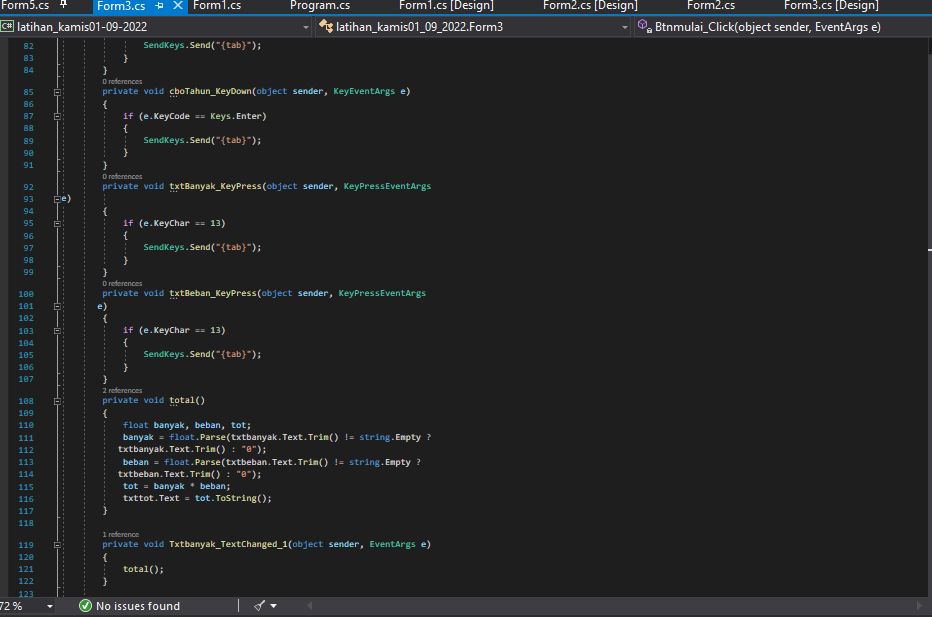 Form5.cs Form3.cs Form1.cs Program.cs Form1.cs [Design] Form2.cs [Design] Form2.cs Form3.cs [Design]
C# latihan_kamis01-09-2022 latihan_kamis01_09_2022.Form3 Btnmulai_Click(object sender, EventArgs e)
82 SendKeys.Send("{tab}");
83 }
84 }
0 references
85 private void cboTahun_KeyDown(object sender, KeyEventArgs e)
86 {
87 if (e.KeyCode == Keys.Enter)
88 {
89 SendKeys.Send("{tab}");
90 }
91 }
0 references
92 private void txtBanyak_KeyPress(object sender, KeyPressEventArgs
93 e)
94 {
95 if (e.KeyChar == 13)
96 {
97 SendKeys.Send("{tab}");
98 }
99 }
0 references
100 private void txtBeban_KeyPress(object sender, KeyPressEventArgs
101 e)
102 {
103 if (e.KeyChar == 13)
104 {
105 SendKeys.Send("{tab}");
106 }
107 }
2 references
108 private void total()
109 {
110 float banyak, beban, tot;
111 banyak = float.Parse(txtbanyak.Text.Trim() != string.Empty ?
112 txtbanyak.Text.Trim() : "0");
113 beban = float.Parse(txtbeban.Text.Trim() != string.Empty ?
114 txtbeban.Text.Trim() : "0");
115 tot = banyak * beban;
116 txttot.Text = tot.ToString();
117 }
118
1 reference
119 private void Txtbanyak_TextChanged_1(object sender, EventArgs e)
120 {
121 total();
122 }
123
72 % No issues found